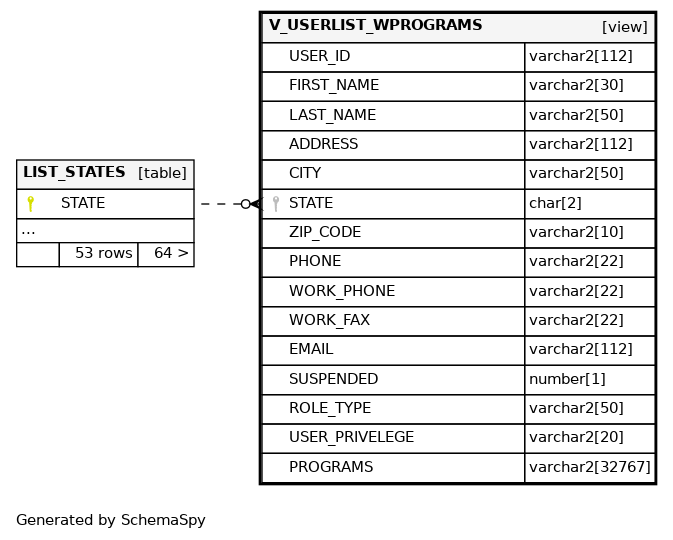 V_USERLIST_WPROGRAMS [view]
USER_ID varchar2[112]
FIRST_NAME varchar2[30]
LAST_NAME varchar2[50]
ADDRESS varchar2[112]
CITY varchar2[50]
STATE char[2]
ZIP_CODE varchar2[10]
PHONE varchar2[22]
WORK_PHONE varchar2[22]
WORK_FAX varchar2[22]
EMAIL varchar2[112]
SUSPENDED number[1]
ROLE_TYPE varchar2[50]
USER_PRIVELEGE varchar2[20]
PROGRAMS varchar2[32767]
LIST_STATES [table]
STATE
...
53 rows 64 >
Generated by SchemaSpy